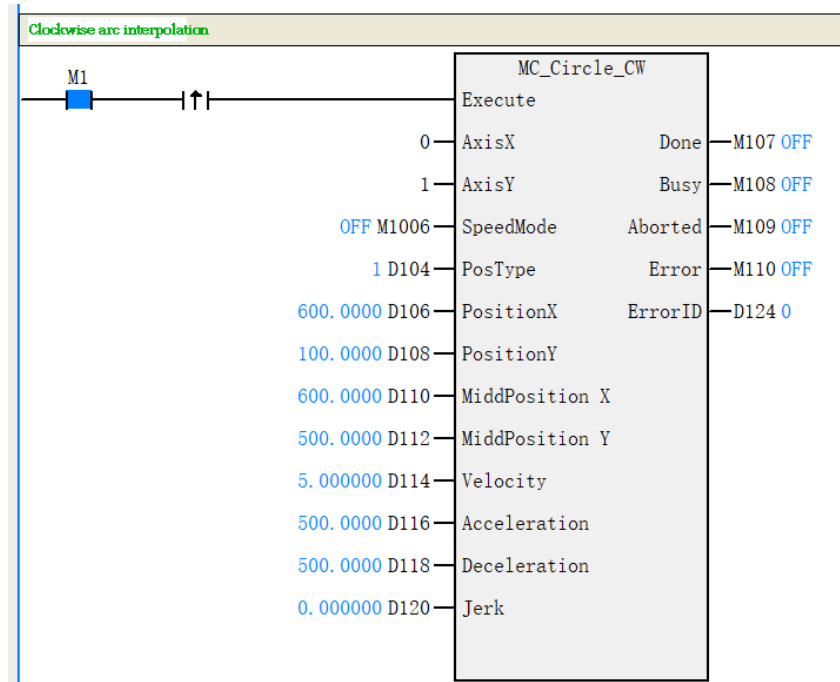 Clockwise arc interpolation
MC_Circle_CW
M1
Execute
0 AxisX Done M107 OFF
1 AxisY Busy M108 OFF
OFF M1006 SpeedMode Aborted M109 OFF
1 D104 PosType Error M110 OFF
600.0000 D106 PositionX ErrorID D124 0
100.0000 D108 PositionY
600.0000 D110 MiddPosition X
500.0000 D112 MiddPosition Y
5.000000 D114 Velocity
500.0000 D116 Acceleration
500.0000 D118 Deceleration
0.000000 D120 Jerk